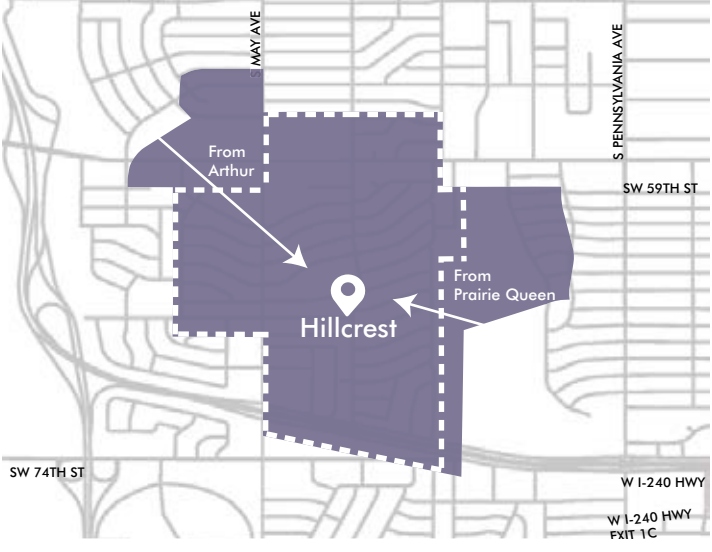 S MAY AVE
S PENNSYLVANIA AVE
From
Arthur
SW 59TH ST
From
Prairie Queen
Hillcrest
SW 74TH ST
W I-240 HWY
W I-240 HWY
EXIT 1C